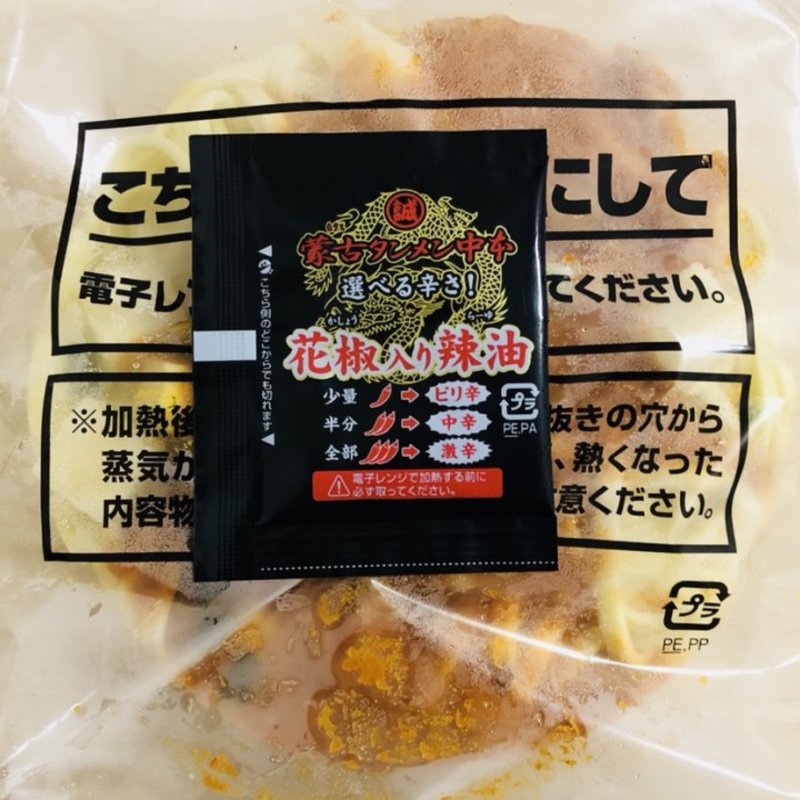 こち
にして
電子レン
てください。
誠
蒙古タンメン中本
選べる辛さ!
かしょう らーゆ
花椒入り辣油
少量 ピリ辛
半分 中辛
全部 激辛
電子レンジで加熱する前に
必ず取ってください。
こちら側のどこからでも切れます
プラ
PE,PA
※加熱後
抜きの穴から
蒸気が
、熱くなった
内容物
意ください。
プラ
PE,PP